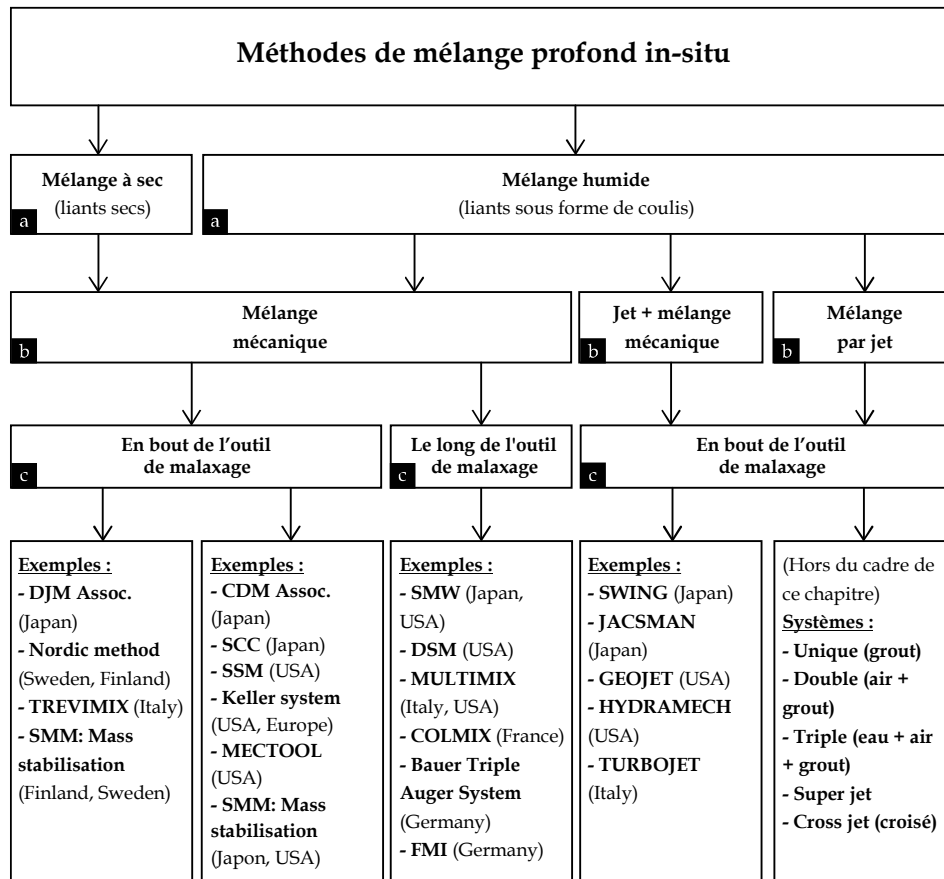 Méthodes de mélange profond in-situ
Mélange à sec
(liants secs)
a
Mélange humide
(liants sous forme de coulis)
a
Mélange
mécanique
b
Jet + mélange
mécanique
b
Mélange
par jet
b
En bout de l’outil
de malaxage
c
Le long de l'outil
de malaxage
c
En bout de l’outil
de malaxage
c
Exemples :
- DJM Assoc.
(Japan)
- Nordic method
(Sweden, Finland)
- TREVIMIX (Italy)
- SMM: Mass
stabilisation
(Finland, Sweden)
Exemples :
- CDM Assoc.
(Japan)
- SCC (Japan)
- SSM (USA)
- Keller system
(USA, Europe)
- MECTOOL
(USA)
- SMM: Mass
stabilisation
(Japon, USA)
Exemples :
- SMW (Japan,
USA)
- DSM (USA)
- MULTIMIX
(Italy, USA)
- COLMIX (France)
- Bauer Triple
Auger System
(Germany)
- FMI (Germany)
Exemples :
- SWING (Japan)
- JACSMAN
(Japan)
- GEOJET (USA)
- HYDRAMECH
(USA)
- TURBOJET
(Italy)
(Hors du cadre de
ce chapitre)
Systèmes :
- Unique (grout)
- Double (air +
grout)
- Triple (eau + air
+ grout)
- Super jet
- Cross jet (croisé)